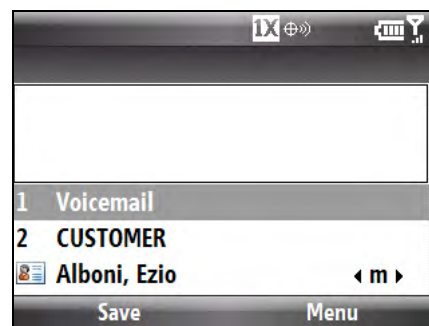 1X
1 Voicemail
2 CUSTOMER
Alboni, Ezio m
Save Menu